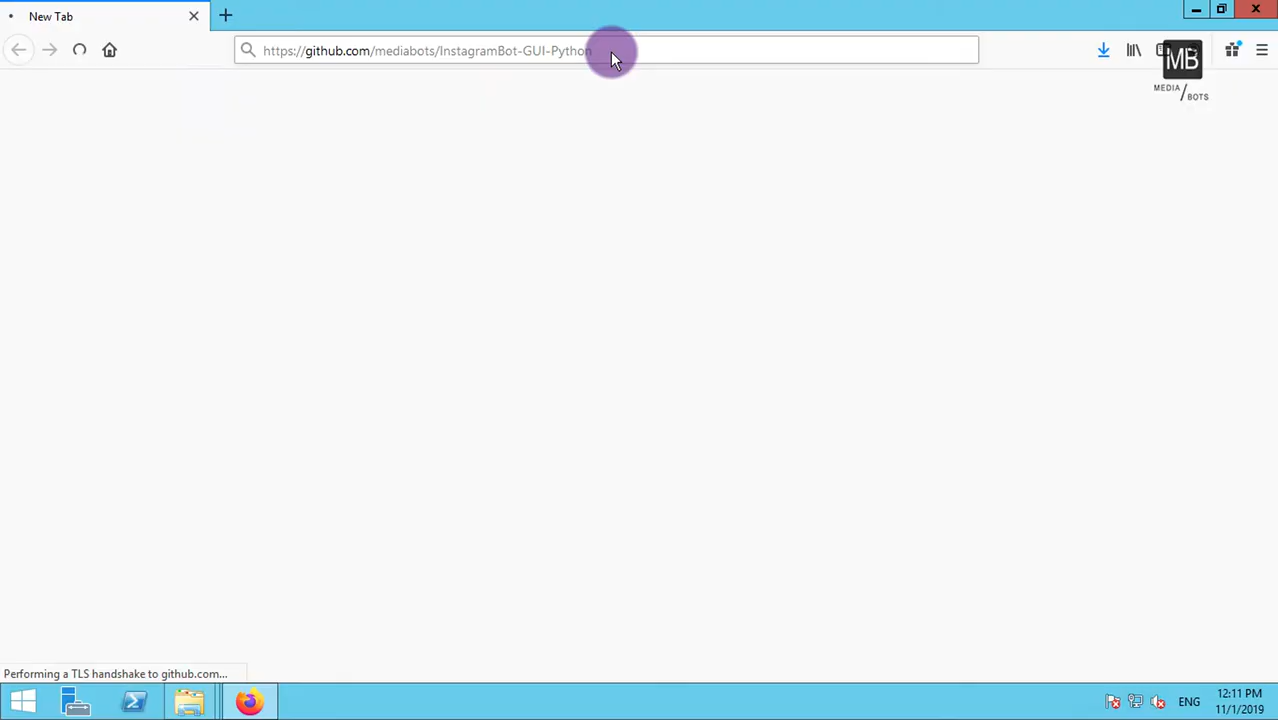 New Tab
https://github.com/mediabots/InstagramBot-GUI-Python
MB
MEDIA/BOTS
Performing a TLS handshake to github.com...
ENG
12:11 PM
11/1/2019